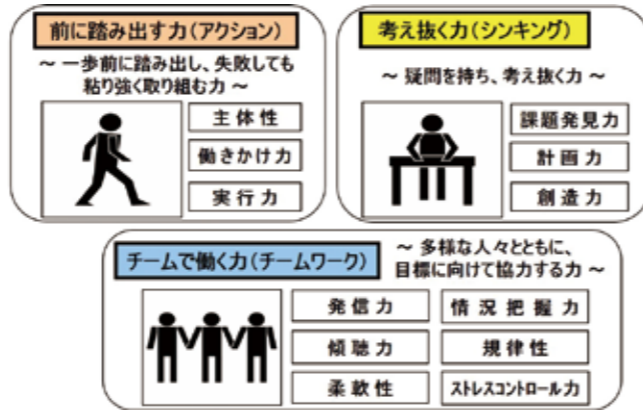 前に踏み出す力(アクション)
～ 一歩前に踏み出し、失敗しても
粘り強く取り組む力 ～
主体性
働きかけ力
実行力
考え抜く力(シンキング)
～ 疑問を持ち、考え抜く力 ～
課題発見力
計画力
創造力
チームで働く力(チームワーク)
～ 多様な人々とともに、
目標に向けて協力する力 ～
発信力
傾聴力
柔軟性
情況把握力
規律性
ストレスコントロール力